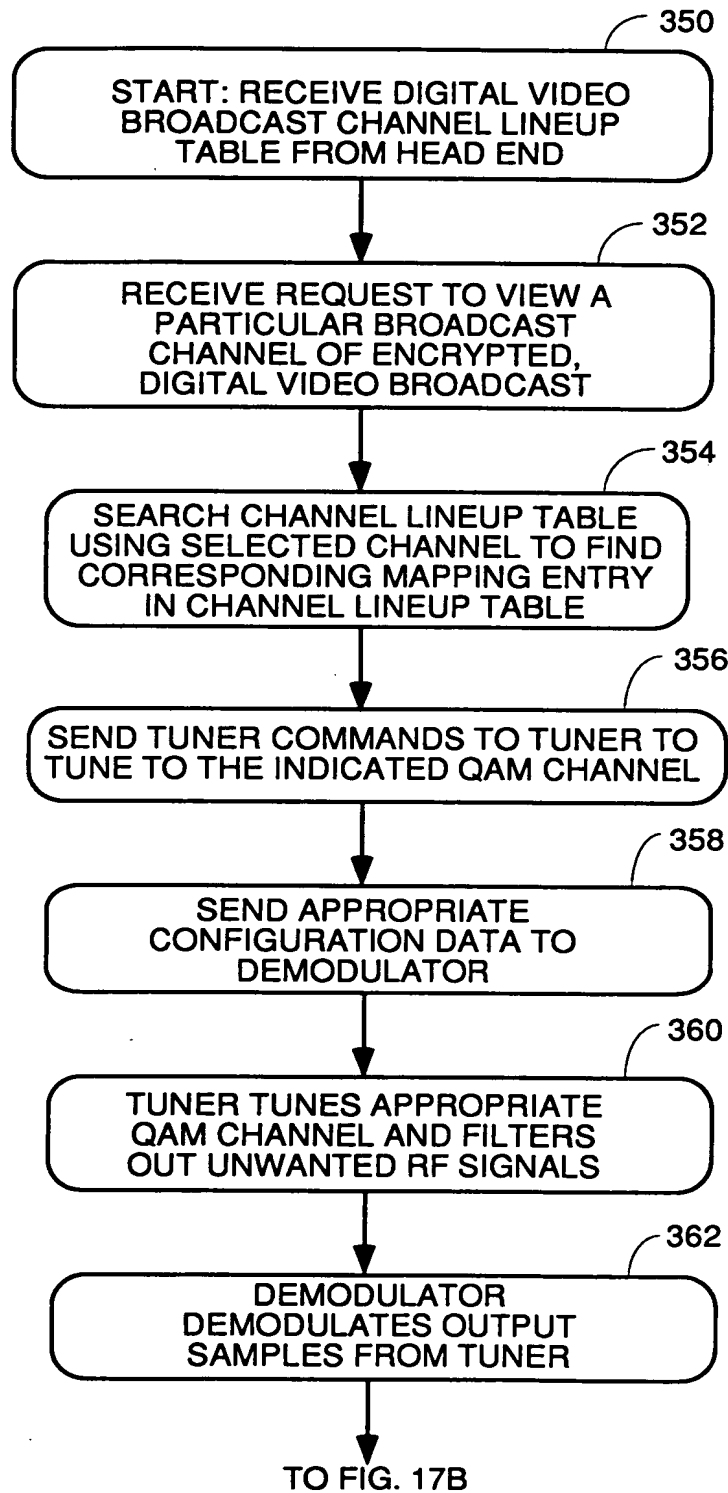 350
START: RECEIVE DIGITAL VIDEO
BROADCAST CHANNEL LINEUP
TABLE FROM HEAD END
352
RECEIVE REQUEST TO VIEW A
PARTICULAR BROADCAST
CHANNEL OF ENCRYPTED,
DIGITAL VIDEO BROADCAST
354
SEARCH CHANNEL LINEUP TABLE
USING SELECTED CHANNEL TO FIND
CORRESPONDING MAPPING ENTRY
IN CHANNEL LINEUP TABLE
356
SEND TUNER COMMANDS TO TUNER TO
TUNE TO THE INDICATED QAM CHANNEL
358
SEND APPROPRIATE
CONFIGURATION DATA TO
DEMODULATOR
360
TUNER TUNES APPROPRIATE
QAM CHANNEL AND FILTERS
OUT UNWANTED RF SIGNALS
362
DEMODULATOR
DEMODULATES OUTPUT
SAMPLES FROM TUNER
TO FIG. 17B